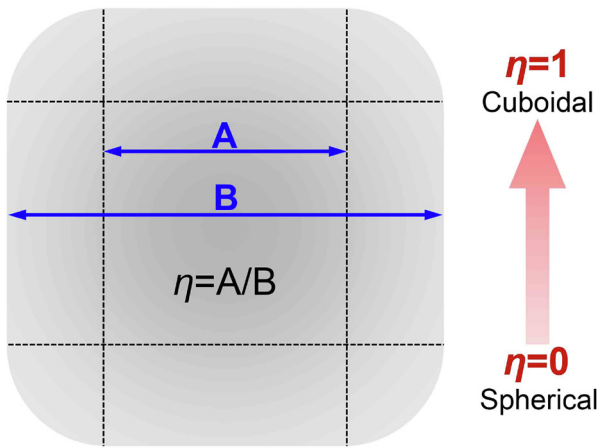 η=1
Cuboidal
A
B
η=A/B
η=0
Spherical